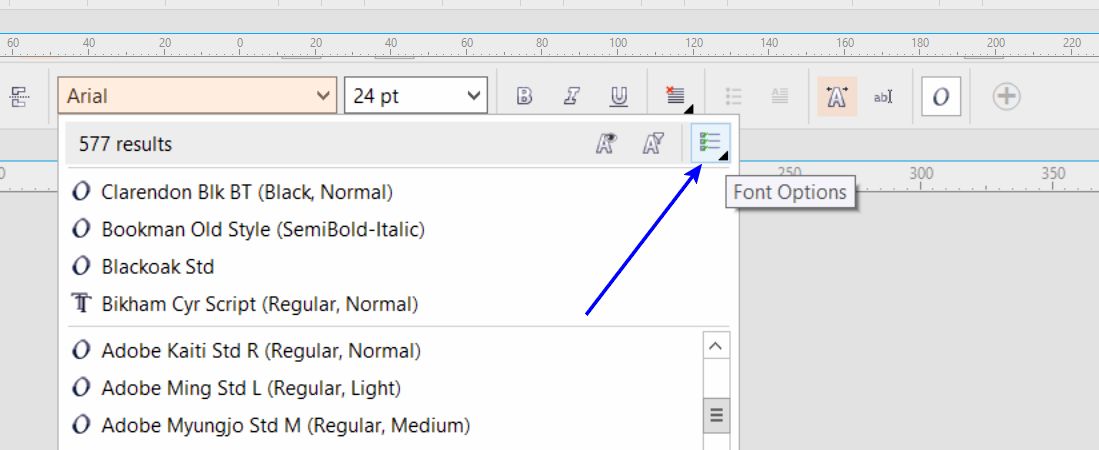 60 40 20 0 20 40 60 80 100 120 140 160 180 200 220
Arial 24 pt B I U A ab O
577 results
250 300 350
Font Options
Clarendon Blk BT (Black, Normal)
Bookman Old Style (SemiBold-Italic)
Blackoak Std
Bikham Cyr Script (Regular, Normal)
Adobe Kaiti Std R (Regular, Normal)
Adobe Ming Std L (Regular, Light)
Adobe Myungjo Std M (Regular, Medium)